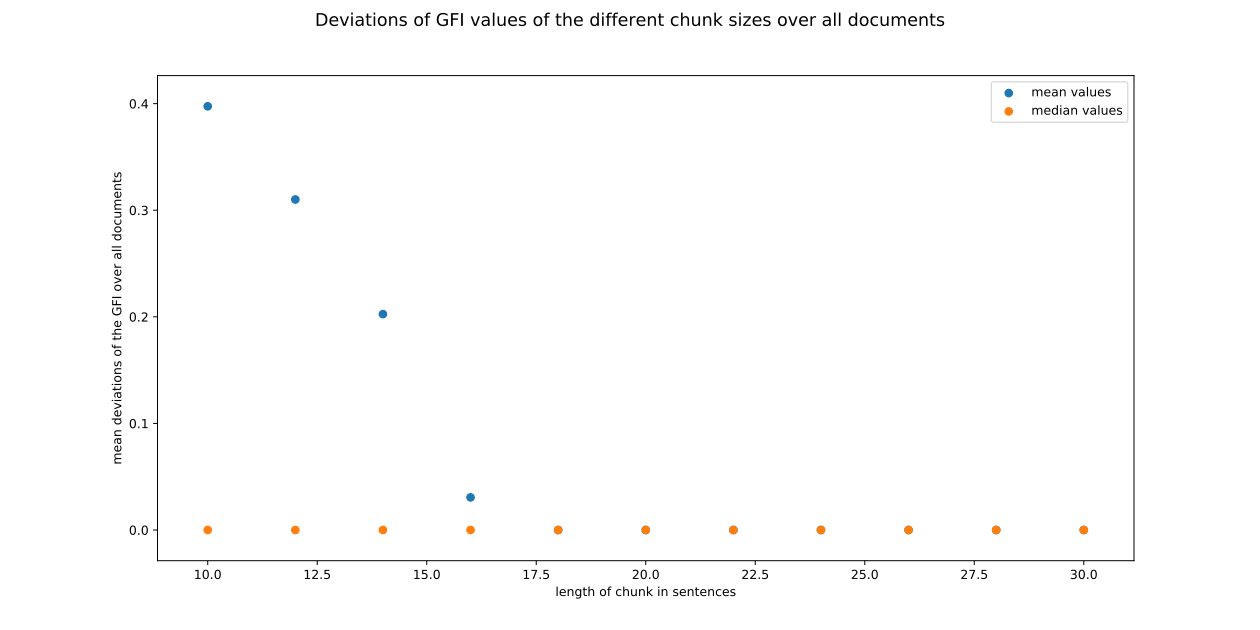 Deviations of GFI values of the different chunk sizes over all documents
mean values
median values
mean deviations of the GFI over all documents
0.4
0.3
0.2
0.1
0.0
10.0 12.5 15.0 17.5 20.0 22.5 25.0 27.5 30.0
length of chunk in sentences